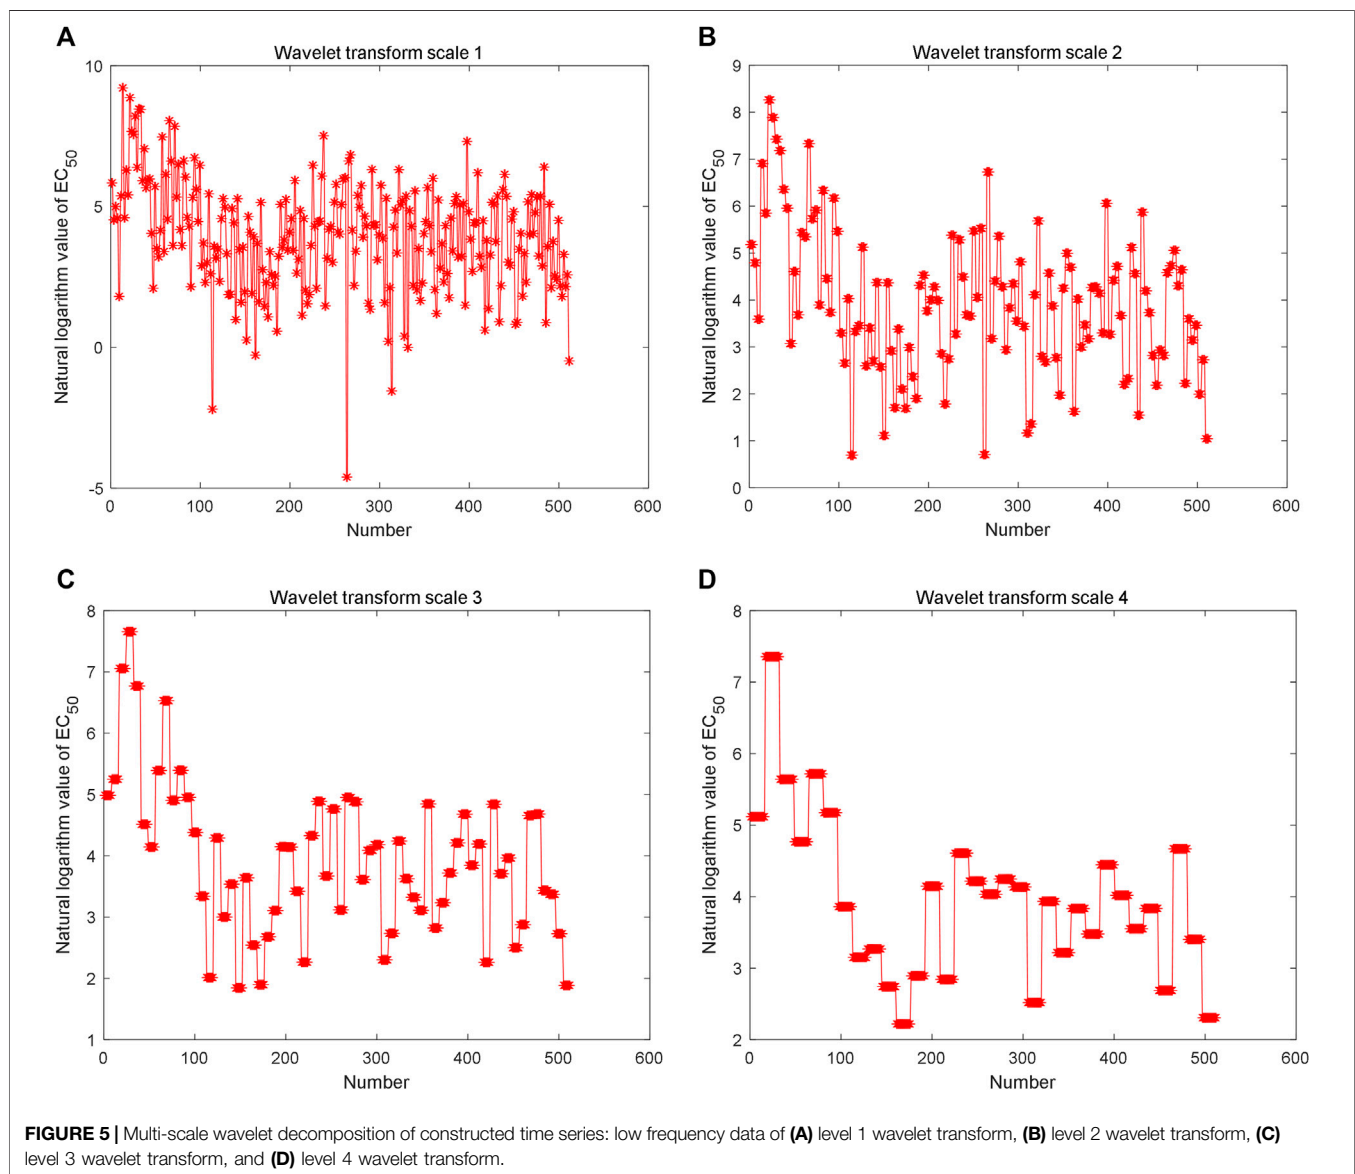 A
Wavelet transform scale 1
10
5
0
-5
0 100 200 300 400 500 600
Natural logarithm value of EC50
Number
B
Wavelet transform scale 2
9
8
7
6
5
4
3
2
1
0
0 100 200 300 400 500 600
Natural logarithm value of EC50
Number
C
Wavelet transform scale 3
8
7
6
5
4
3
2
1
0 100 200 300 400 500 600
Natural logarithm value of EC50
Number
D
Wavelet transform scale 4
8
7
6
5
4
3
2
0 100 200 300 400 500 600
Natural logarithm value of EC50
Number
FIGURE 5 | Multi-scale wavelet decomposition of constructed time series: low frequency data of (A) level 1 wavelet transform, (B) level 2 wavelet transform, (C)
level 3 wavelet transform, and (D) level 4 wavelet transform.